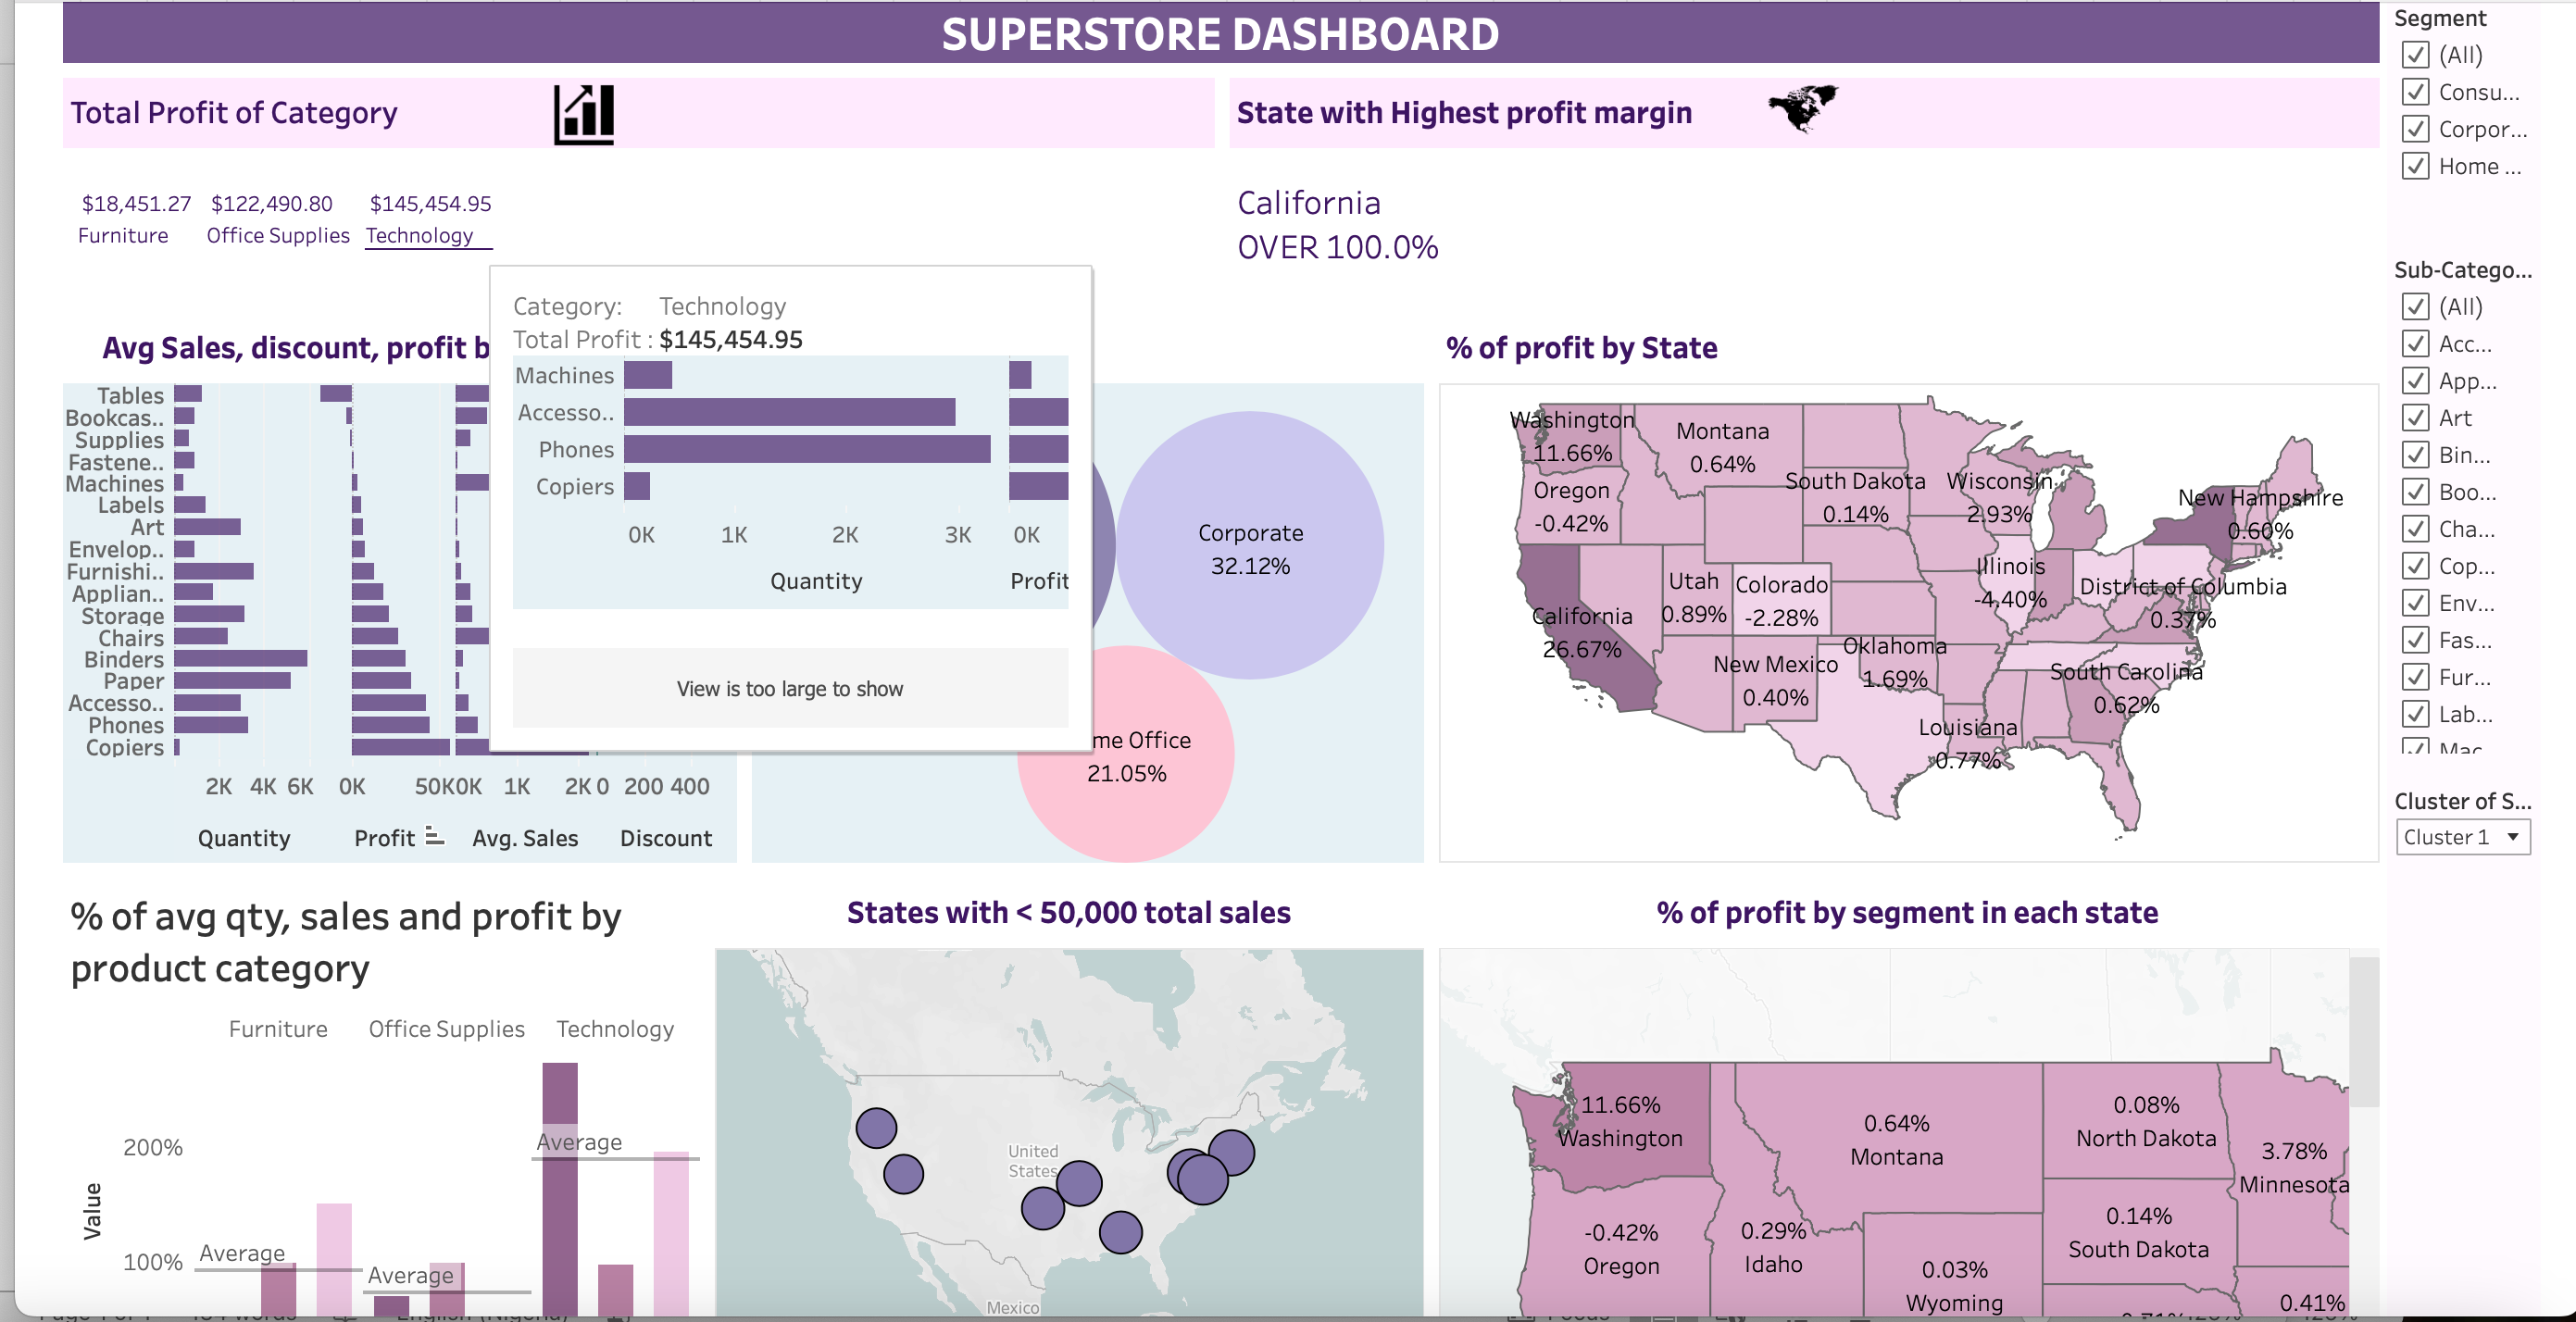 SUPERSTORE DASHBOARD
Total Profit of Category
State with Highest profit margin
$18,451.27 $122,490.80 $145,454.95
Furniture Office Supplies Technology
California
OVER 100.0%
Category: Technology
Total Profit : $145,454.95
Machines
Accesso..
Phones
Copiers
0K 1K 2K 3K 0K
Quantity Profit
View is too large to show
Avg Sales, discount, profit b
Tables
Bookcas..
Supplies
Fastene..
Machines
Labels
Art
Envelop..
Furnishi..
Applian..
Storage
Chairs
Binders
Paper
Accesso..
Phones
Copiers
2K 4K 6K 0K 50K 0K 1K 2K 0 200 400
Quantity Profit Avg. Sales Discount
Corporate
32.12%
me Office
21.05%
% of profit by State
Washington
11.66%
Montana
0.64%
Oregon
-0.42%
South Dakota
0.14%
Wisconsin
2.93%
New Hampshire
0.60%
Illinois
-4.40%
Utah
0.89%
Colorado
-2.28%
District of Columbia
0.37%
California
26.67%
Oklahoma
1.69%
New Mexico
0.40%
South Carolina
0.62%
Louisiana
0.77%
% of avg qty, sales and profit by
product category
Furniture Office Supplies Technology
200%
100%
Value
Average
Average
Average
States with < 50,000 total sales
United
States
Mexico
% of profit by segment in each state
11.66%
Washington
0.64%
Montana
0.08%
North Dakota
3.78%
Minnesota
-0.42%
Oregon
0.29%
Idaho
0.14%
South Dakota
0.03%
Wyoming
0.41%
Segment
(All)
Consu...
Corpor...
Home ...
Sub-Catego...
(All)
Acc...
App...
Art
Bin...
Boo...
Cha...
Cop...
Env...
Fas...
Fur...
Lab...
Mac
Cluster of S...
Cluster 1